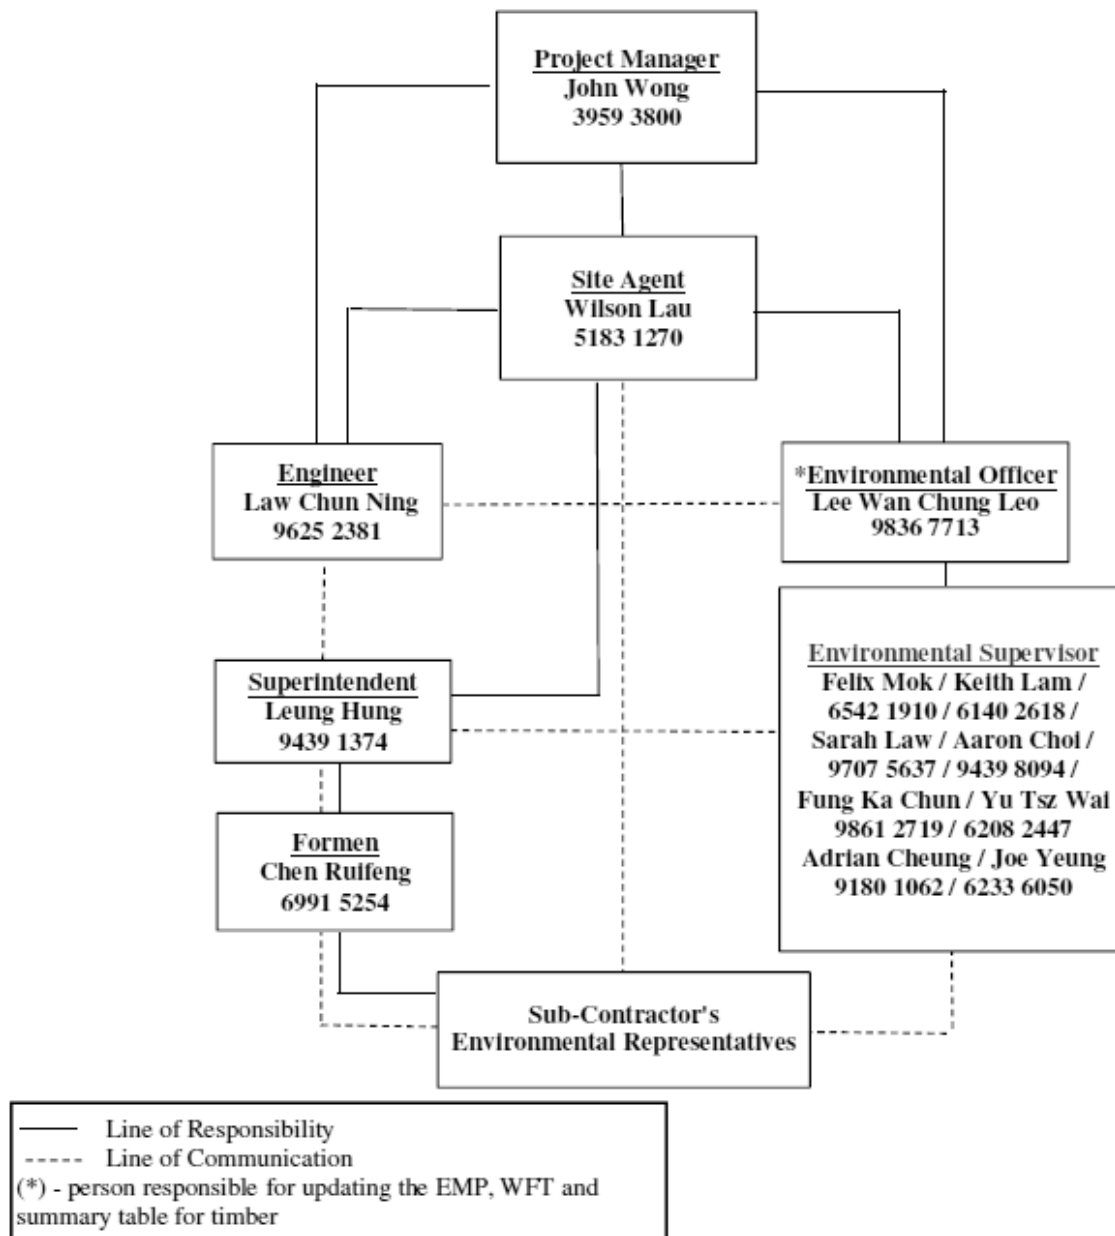 Project Manager
John Wong
3959 3800
Site Agent
Wilson Lau
5183 1270
Engineer
Law Chun Ning
9625 2381
*Environmental Officer
Lee Wan Chung Leo
9836 7713
Environmental Supervisor
Felix Mok / Keith Lam /
6542 1910 / 6140 2618 /
Sarah Law / Aaron Choi /
9707 5637 / 9439 8094 /
Fung Ka Chun / Yu Tsz Wai
9861 2719 / 6208 2447
Adrian Cheung / Joe Yeung
9180 1062 / 6233 6050
Superintendent
Leung Hung
9439 1374
Formen
Chen Ruifeng
6991 5254
Sub-Contractor's
Environmental Representatives
Line of Responsibility
Line of Communication
(*) - person responsible for updating the EMP, WFT and
summary table for timber